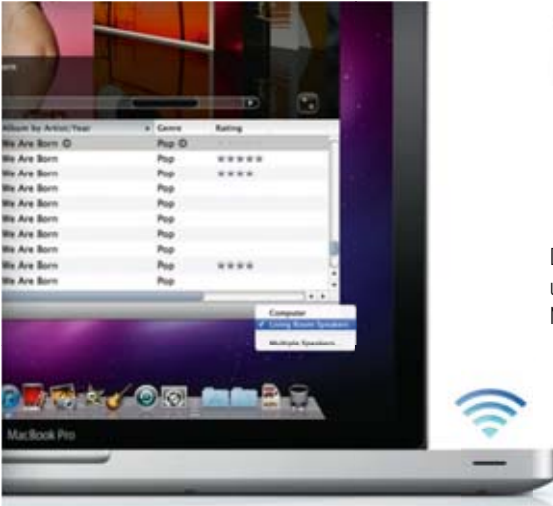 Album by Artist/Year Genre Rating
We Are Born Pop
We Are Born Pop
We Are Born Pop
We Are Born Pop
We Are Born Pop
We Are Born Pop
We Are Born Pop
We Are Born Pop
We Are Born Pop
We Are Born Pop
Computer
Living Room Speakers
Multiple Speakers...
MacBook Pro